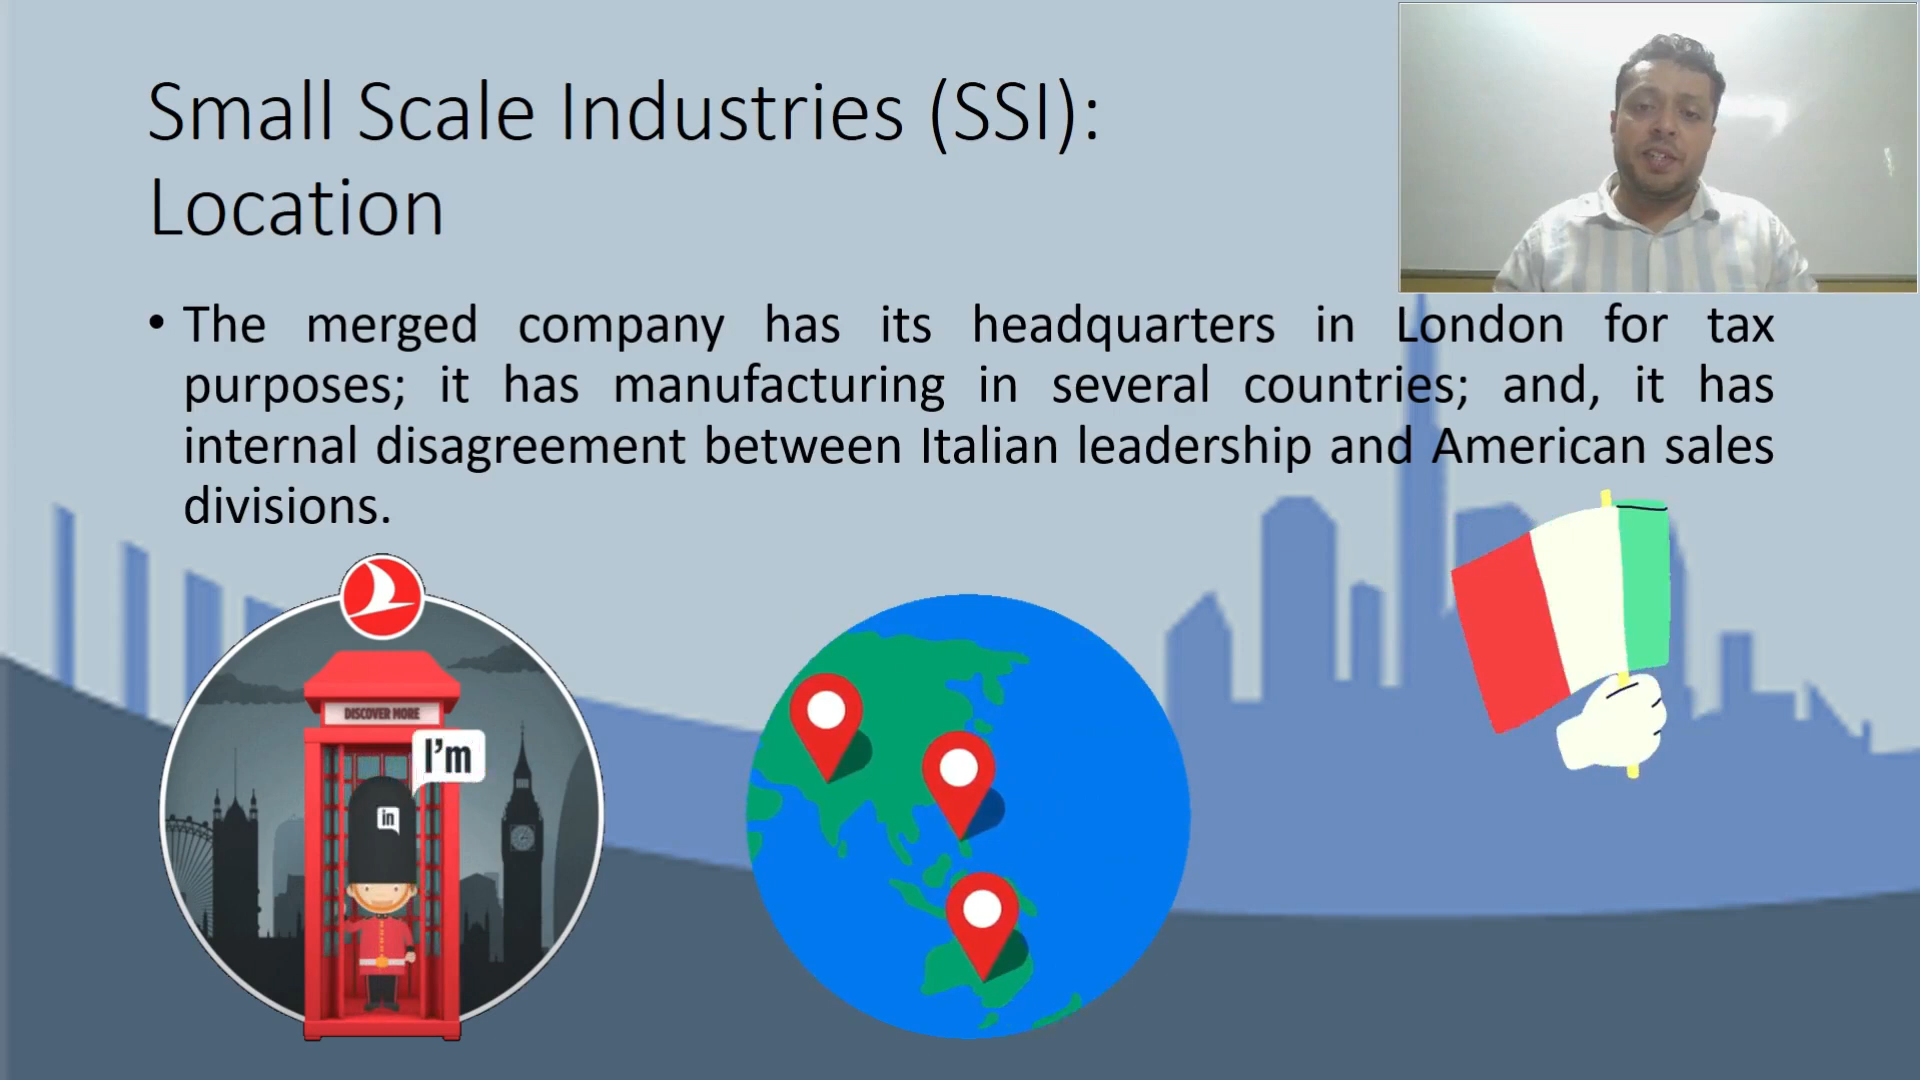 Small Scale Industries (SSI):
Location
• The merged company has its headquarters in London for tax
purposes; it has manufacturing in several countries; and, it has
internal disagreement between Italian leadership and American sales
divisions.
DISCOVER MORE
I'm
in